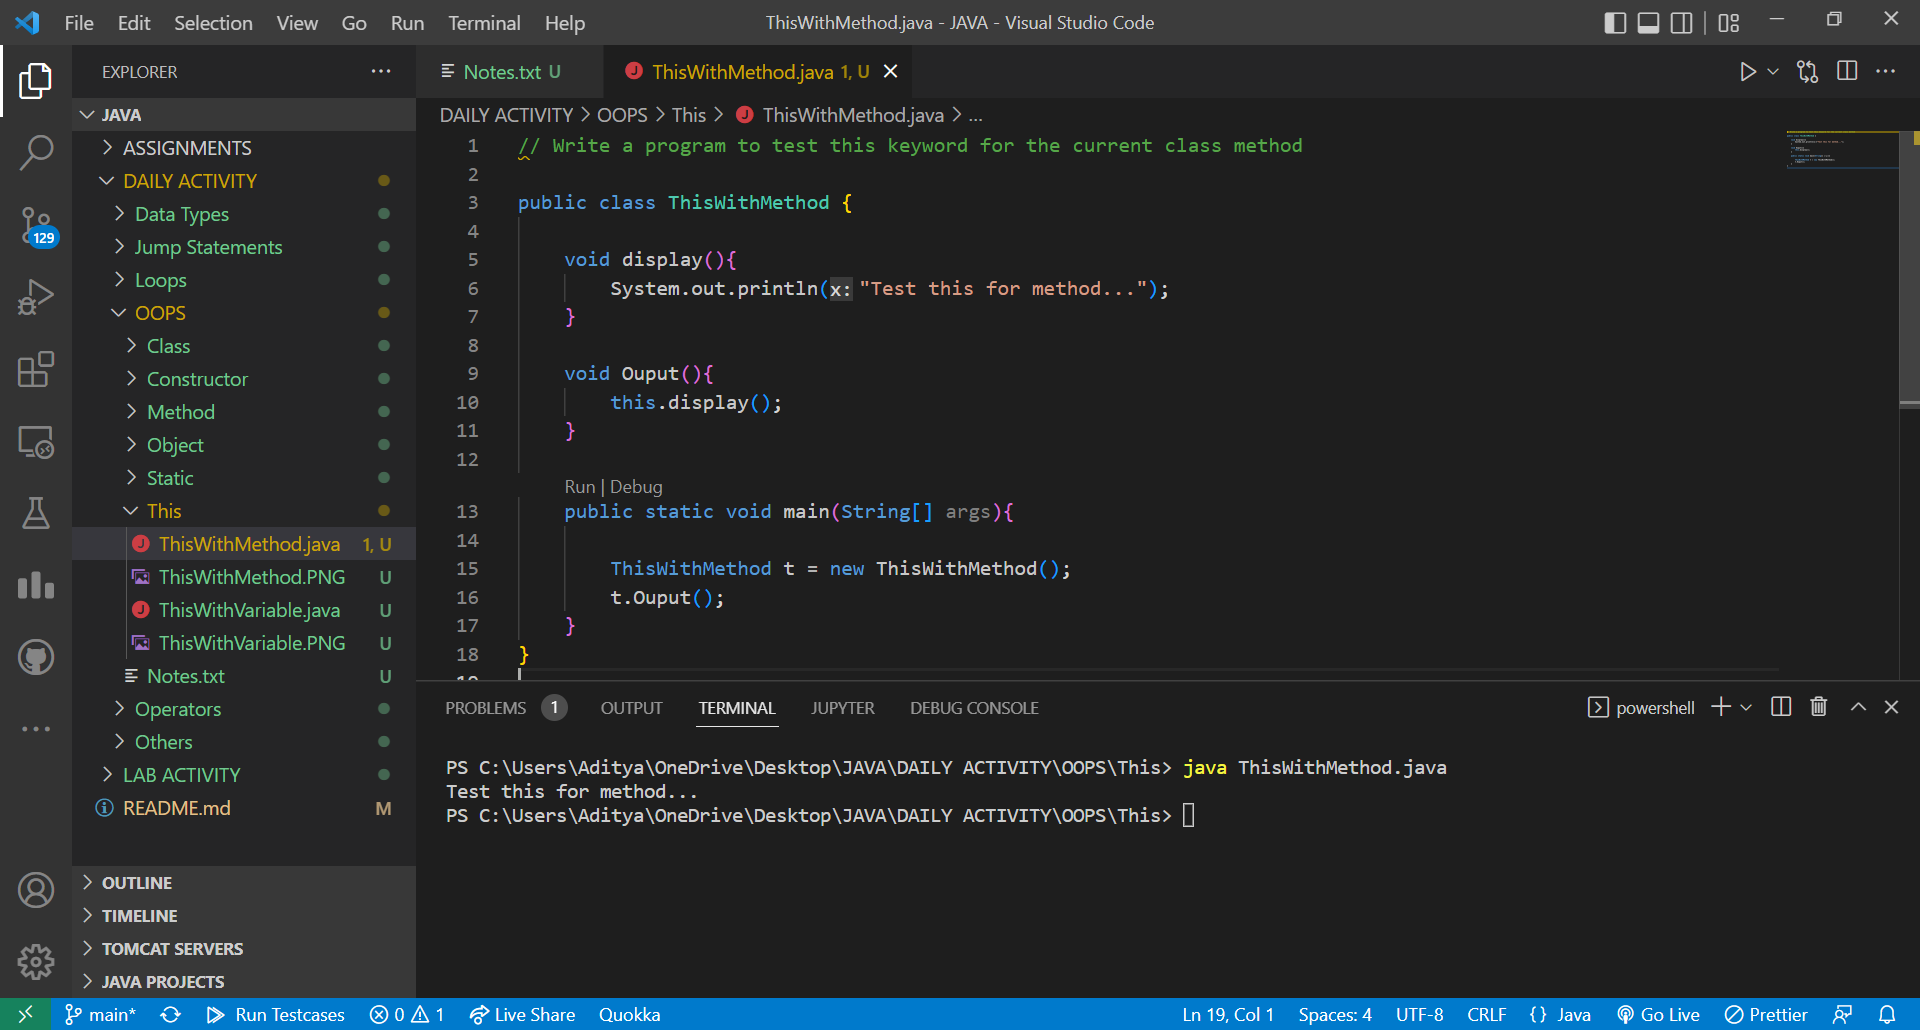 File Edit Selection View Go Run Terminal Help
ThisWithMethod.java - JAVA - Visual Studio Code
EXPLORER
JAVA
ASSIGNMENTS
DAILY ACTIVITY
Data Types
Jump Statements
Loops
OOPS
Class
Constructor
Method
Object
Static
This
ThisWithMethod.java 1, U
ThisWithMethod.PNG U
ThisWithVariable.java U
ThisWithVariable.PNG U
Notes.txt U
Operators
Others
LAB ACTIVITY
README.md M
OUTLINE
TIMELINE
TOMCAT SERVERS
JAVA PROJECTS
129
Notes.txt U
ThisWithMethod.java 1, U
DAILY ACTIVITY > OOPS > This > ThisWithMethod.java > ...
1 // Write a program to test this keyword for the current class method
2
3 public class ThisWithMethod {
4
5 void display(){
6 System.out.println(x: "Test this for method...");
7 }
8
9 void Ouput(){
10 this.display();
11 }
12
Run | Debug
13 public static void main(String[] args){
14
15 ThisWithMethod t = new ThisWithMethod();
16 t.Ouput();
17 }
18 }
PROBLEMS 1 OUTPUT TERMINAL JUPYTER DEBUG CONSOLE
powershell
PS C:\Users\Aditya\OneDrive\Desktop\JAVA\DAILY ACTIVITY\OOPS\This> java ThisWithMethod.java
Test this for method...
PS C:\Users\Aditya\OneDrive\Desktop\JAVA\DAILY ACTIVITY\OOPS\This>
main* Run Testcases 0 1 Live Share Quokka
Ln 19, Col 1 Spaces: 4 UTF-8 CRLF {} Java Go Live Prettier